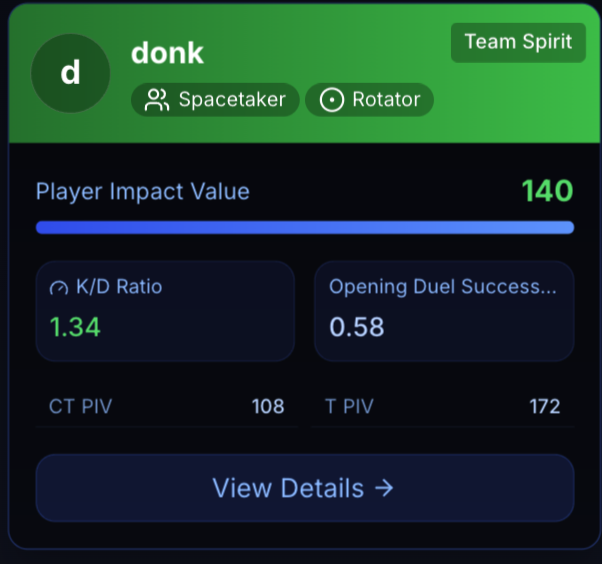 d
donk
Team Spirit
Spacetaker
Rotator
Player Impact Value
140
K/D Ratio
1.34
Opening Duel Success...
0.58
CT PIV 108
T PIV 172
View Details →